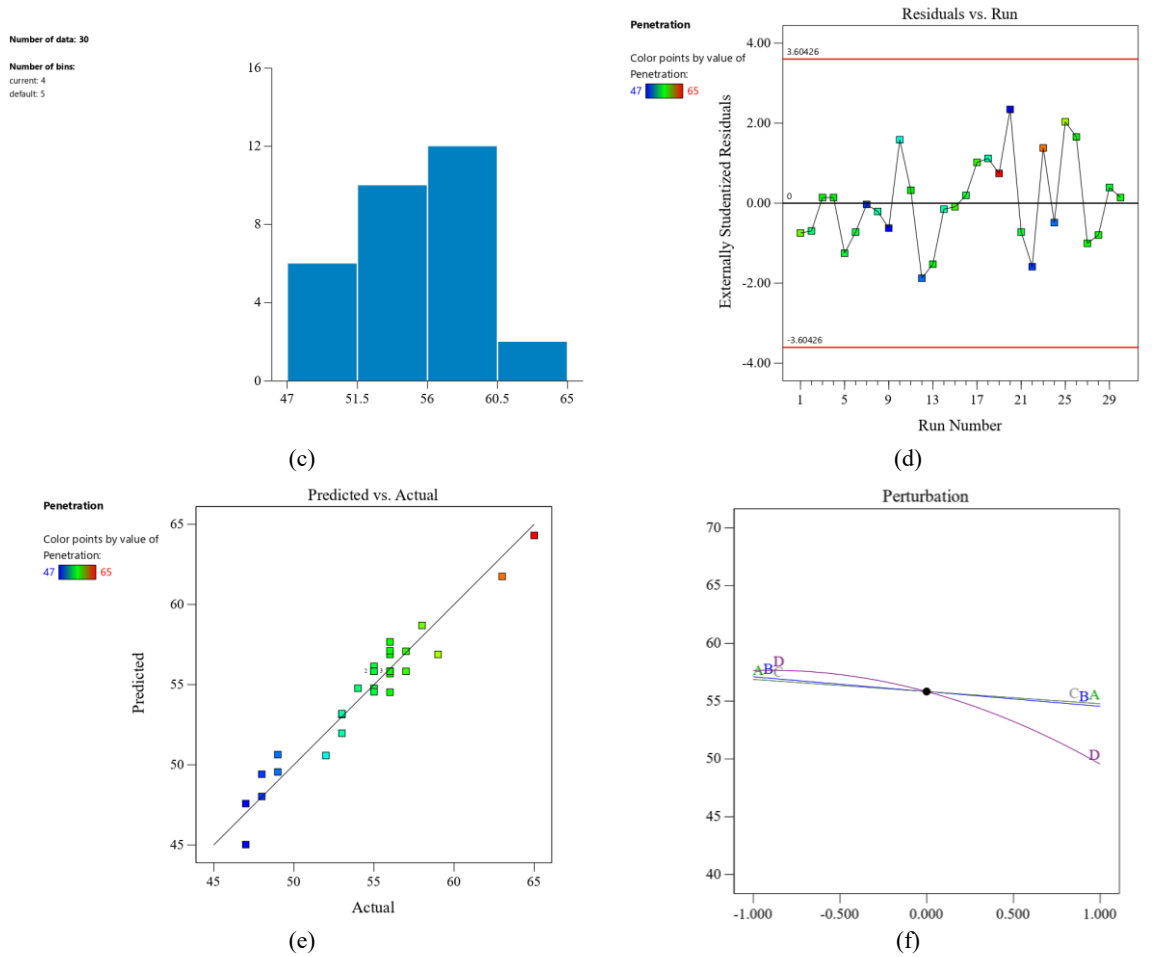 Number of data: 30
Number of bins:
current: 4
default: 5
16
12
8
4
0
47 51.5 56 60.5 65
(c)
Penetration
Color points by value of
Penetration:
47 65
Residuals vs. Run
Externally Studentized Residuals
4.00
3.60426
2.00
0
0.00
-2.00
-3.60426
-4.00
1 5 9 13 17 21 25 29
Run Number
(d)
Penetration
Color points by value of
Penetration:
47 65
Predicted vs. Actual
Predicted
65
60
55
50
45
2 3
45 50 55 60 65
Actual
(e)
Perturbation
70
65
60
55
50
45
40
A B C D
C B A
D
-1.000 -0.500 0.000 0.500 1.000
(f)